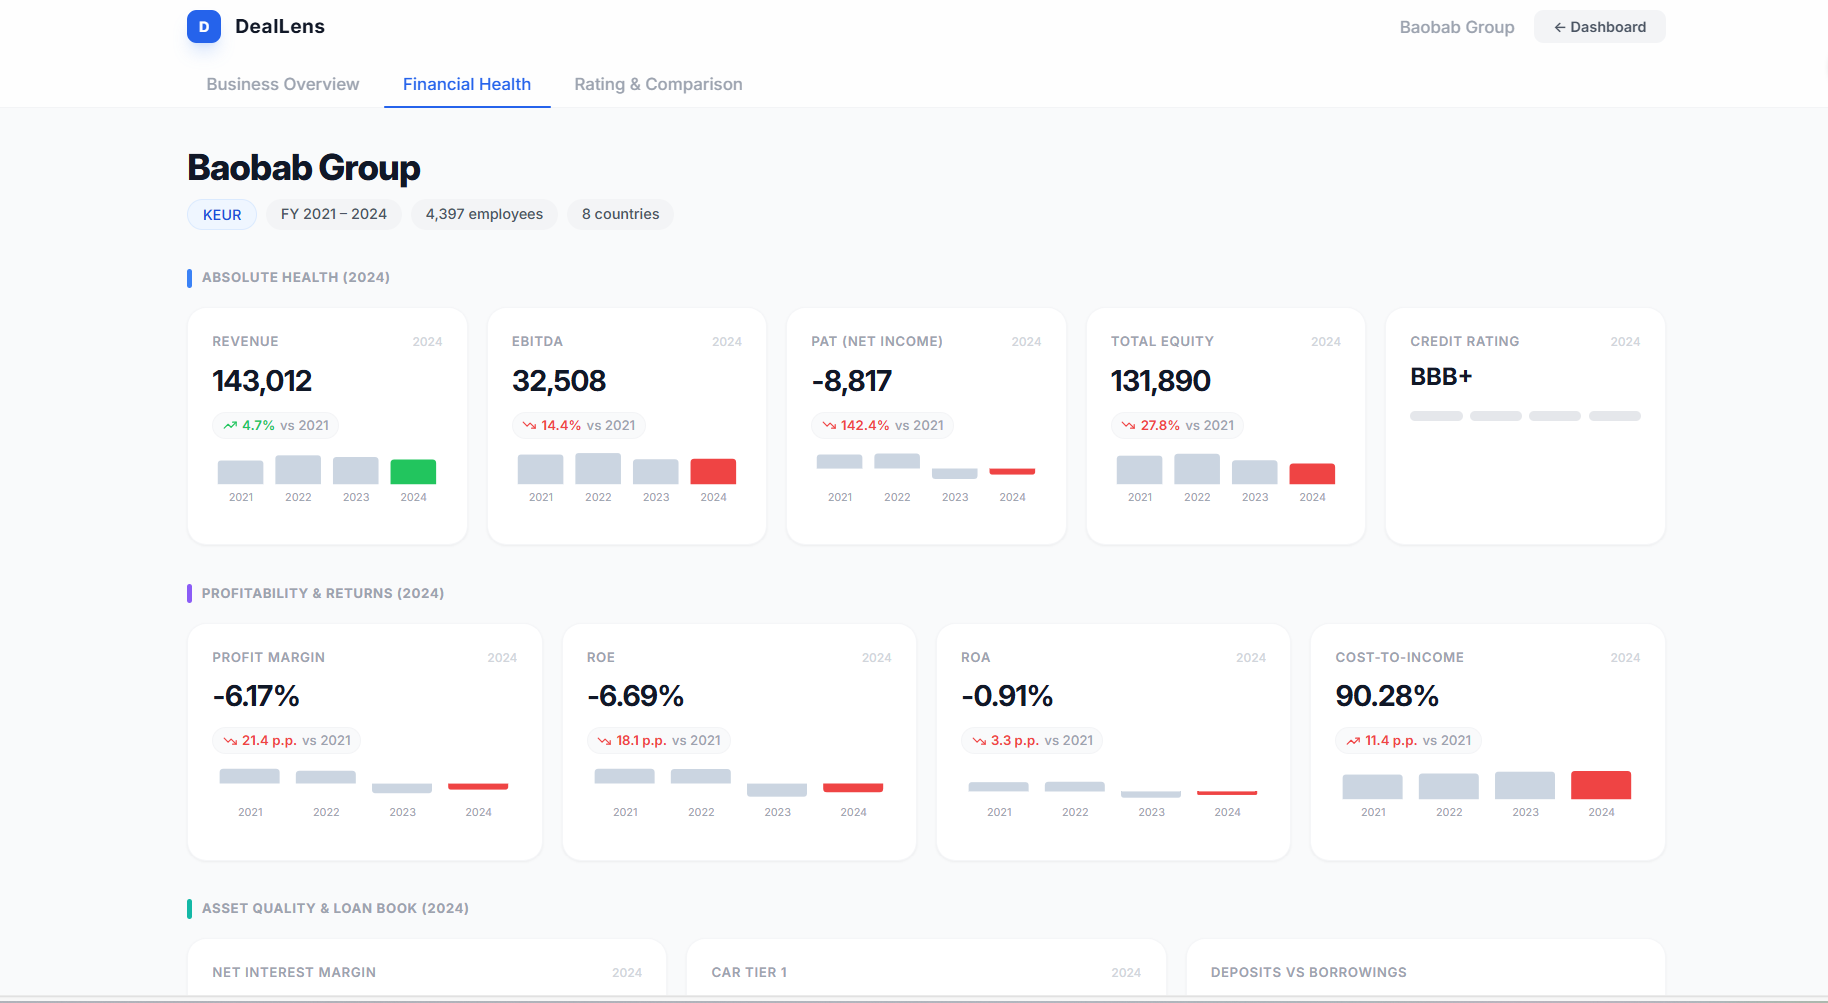 D DealLens
Baobab Group
← Dashboard
Business Overview Financial Health Rating & Comparison
Baobab Group
KEUR FY 2021 – 2024 4,397 employees 8 countries
ABSOLUTE HEALTH (2024)
REVENUE 2024
143,012
4.7% vs 2021
2021 2022 2023 2024
EBITDA 2024
32,508
14.4% vs 2021
2021 2022 2023 2024
PAT (NET INCOME) 2024
-8,817
142.4% vs 2021
2021 2022 2023 2024
TOTAL EQUITY 2024
131,890
27.8% vs 2021
2021 2022 2023 2024
CREDIT RATING 2024
BBB+
PROFITABILITY & RETURNS (2024)
PROFIT MARGIN 2024
-6.17%
21.4 p.p. vs 2021
2021 2022 2023 2024
ROE 2024
-6.69%
18.1 p.p. vs 2021
2021 2022 2023 2024
ROA 2024
-0.91%
3.3 p.p. vs 2021
2021 2022 2023 2024
COST-TO-INCOME 2024
90.28%
11.4 p.p. vs 2021
2021 2022 2023 2024
ASSET QUALITY & LOAN BOOK (2024)
NET INTEREST MARGIN 2024
CAR TIER 1 2024
DEPOSITS VS BORROWINGS